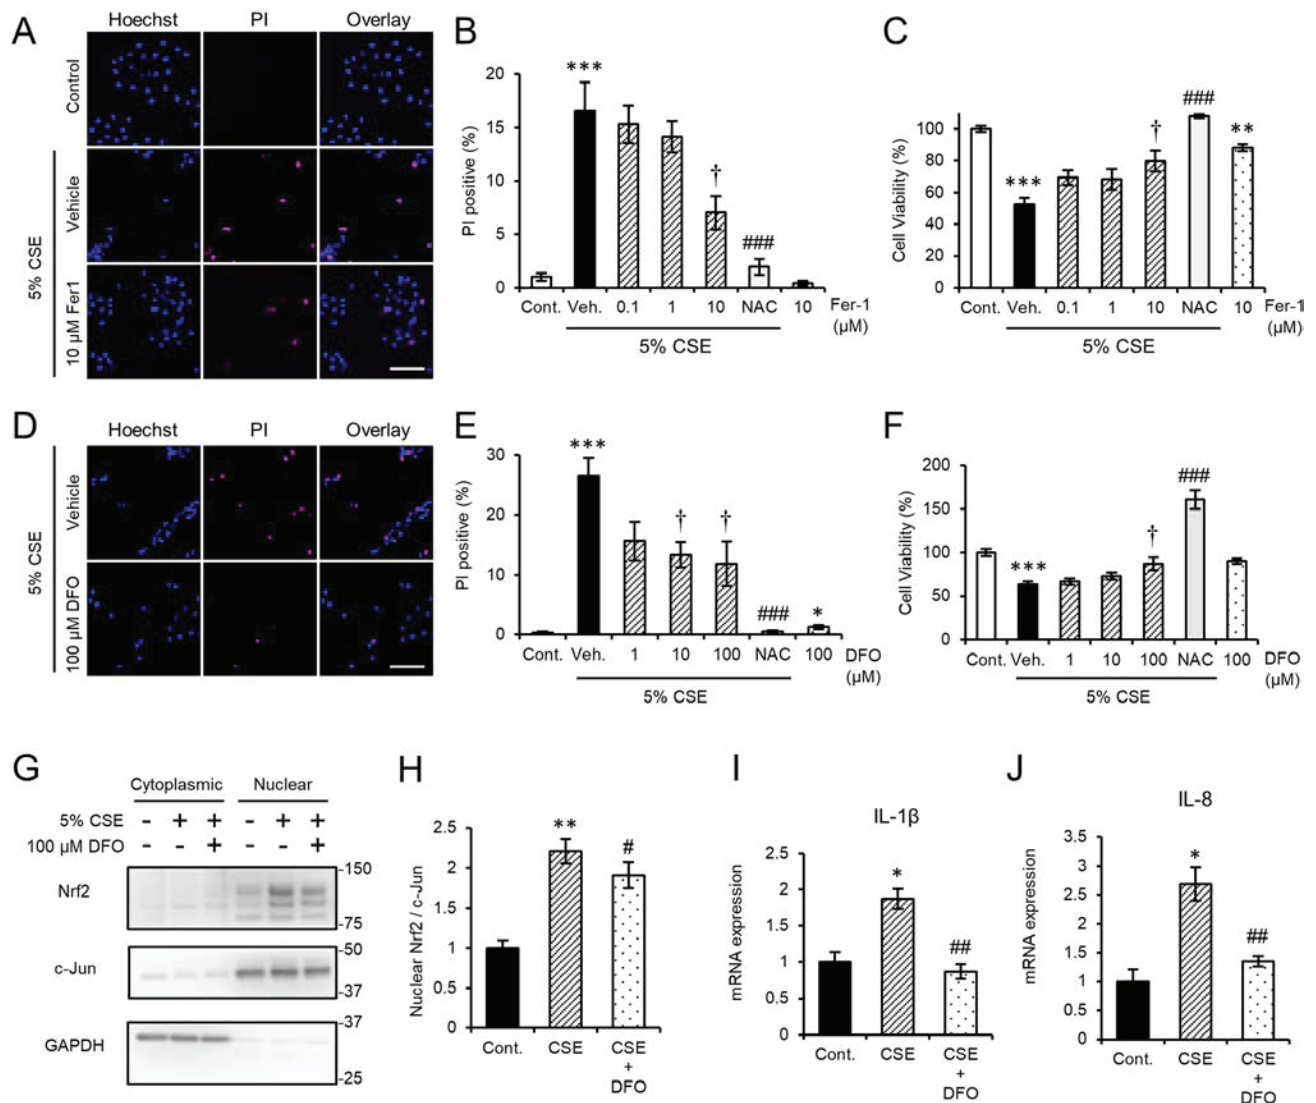 A
Hoechst PI Overlay
Control
5% CSE
Vehicle
10 µM Fer1
B
PI positive (%)
20
15
10
5
0
*** † ###
Cont. Veh. 0.1 1 10 NAC 10 Fer-1
(µM)
5% CSE
C
Cell Viability (%)
100
80
60
40
20
0
*** † ### **
Cont. Veh. 0.1 1 10 NAC 10 Fer-1
(µM)
5% CSE
D
Hoechst PI Overlay
5% CSE
Vehicle
100 µM DFO
E
PI positive (%)
30
20
10
0
*** † † ### *
Cont. Veh. 1 10 100 NAC 100 DFO
(µM)
5% CSE
F
Cell Viability (%)
200
150
100
50
0
*** † ###
Cont. Veh. 1 10 100 NAC 100 DFO
(µM)
5% CSE
G
Cytoplasmic Nuclear
5% CSE - + + - + +
100 µM DFO - - + - - +
Nrf2
-150
-75
c-Jun
-50
-37
GAPDH
-37
-25
H
Nuclear Nrf2 / c-Jun
2.5
2
1.5
1
0.5
0
** #
Cont. CSE CSE
+
DFO
I
IL-1β
mRNA expression
2.5
2
1.5
1
0.5
0
* ##
Cont. CSE CSE
+
DFO
J
IL-8
mRNA expression
3.5
3
2.5
2
1.5
1
0.5
0
* ##
Cont. CSE CSE
+
DFO